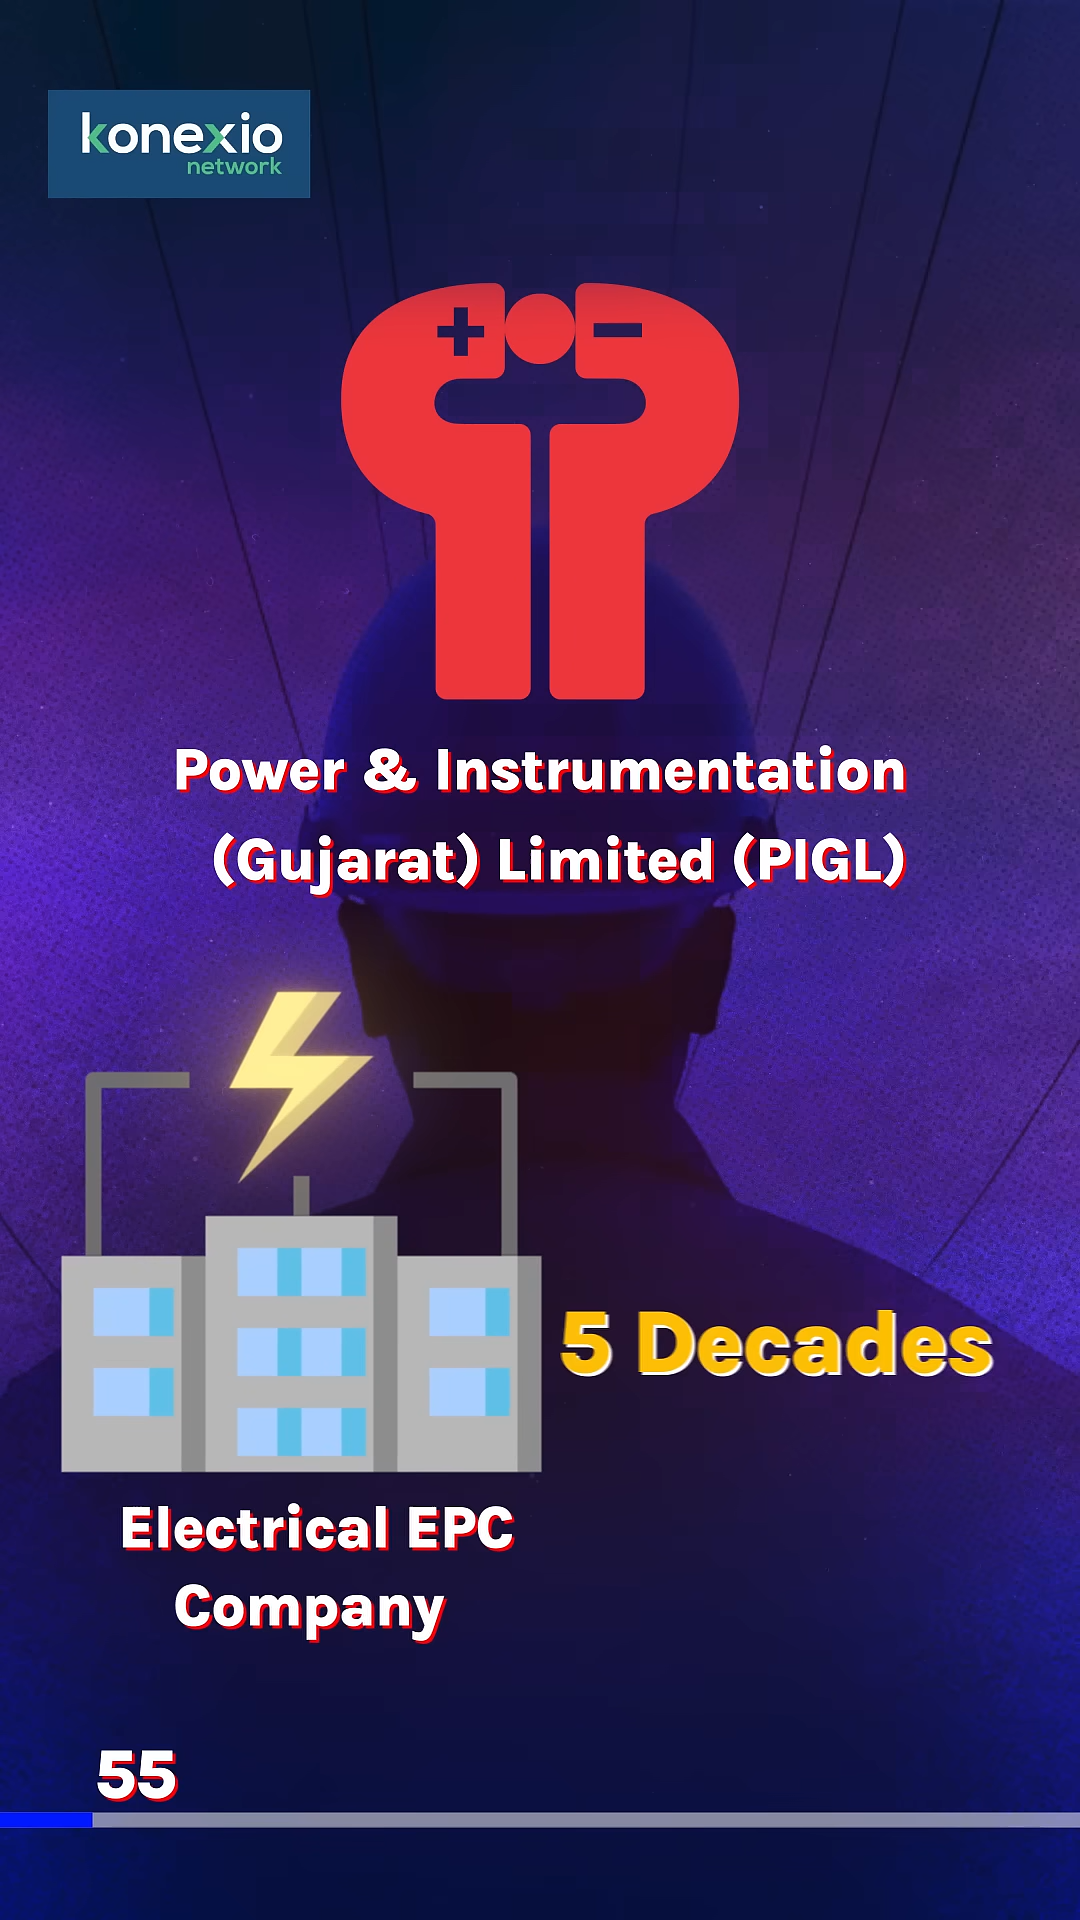 konexio
network
+ -
Power & Instrumentation
(Gujarat) Limited (PIGL)
5 Decades
Electrical EPC
Company
55